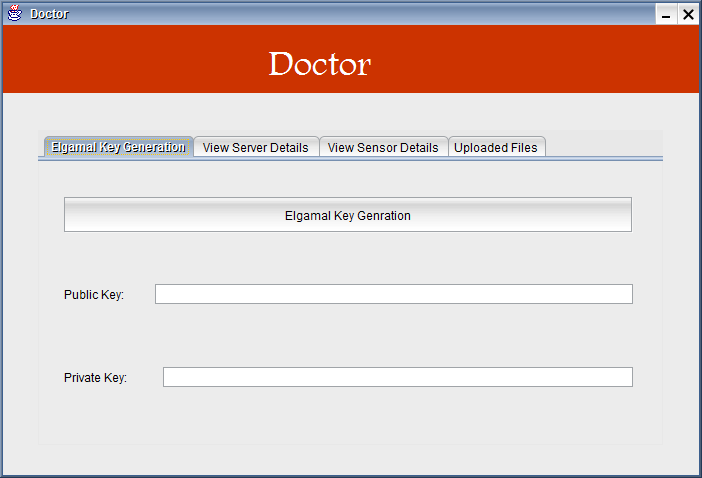 Doctor
Doctor
Elgamal Key Generation View Server Details View Sensor Details Uploaded Files
Elgamal Key Genration
Public Key:
Private Key: